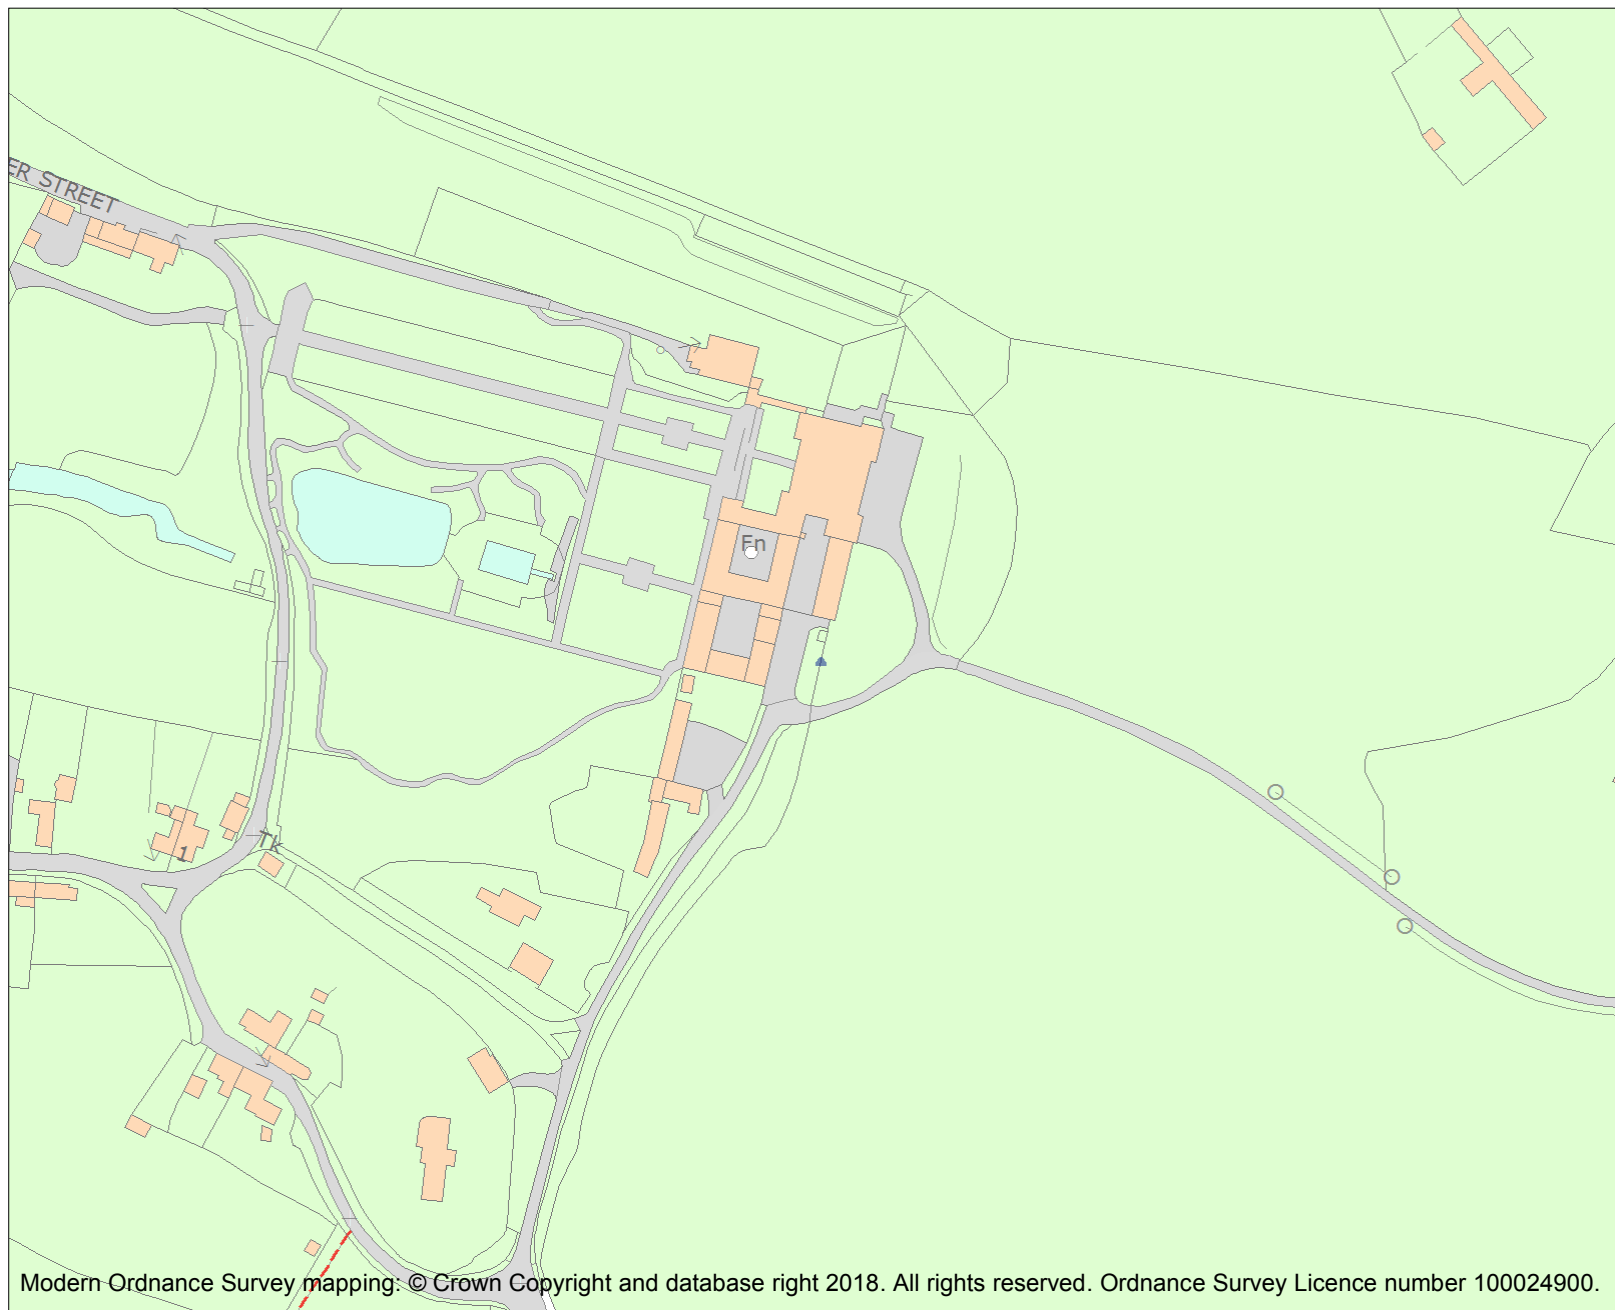 ER STREET
Fn
Tk
1
Modern Ordnance Survey mapping: © Crown Copyright and database right 2018. All rights reserved. Ordnance Survey Licence number 100024900.